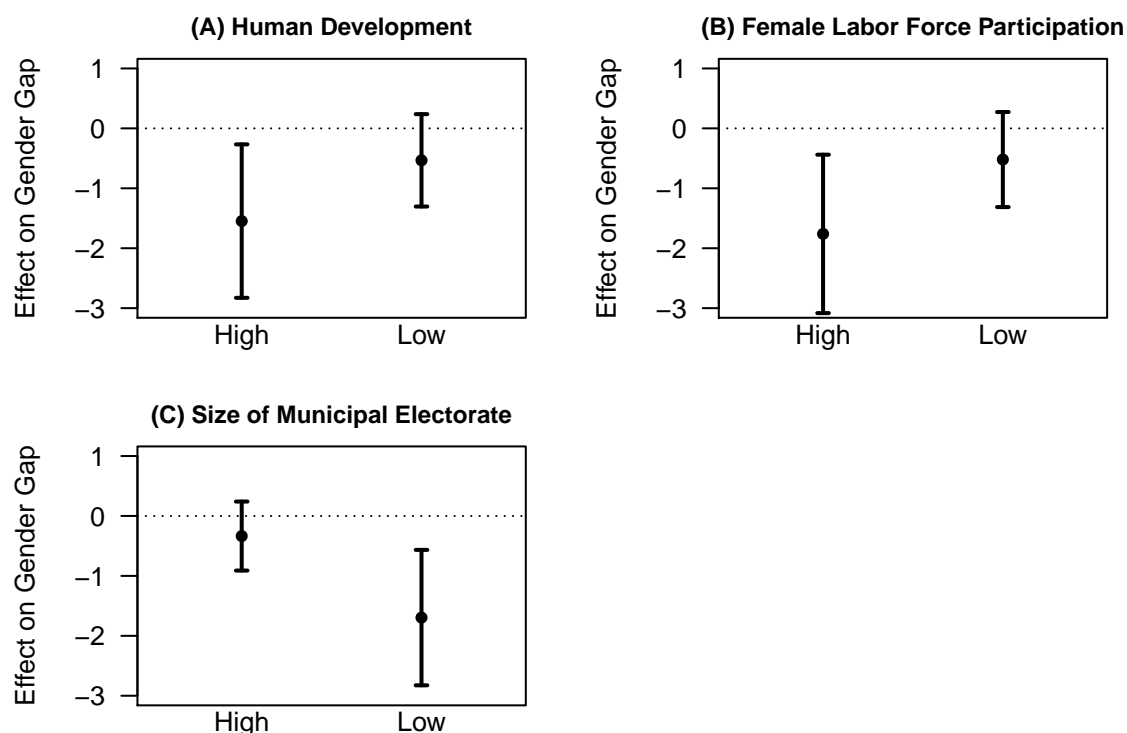 (A) Human Development
Effect on Gender Gap
1
0
−1
−2
−3
High
Low
(B) Female Labor Force Participation
Effect on Gender Gap
1
0
−1
−2
−3
High
Low
(C) Size of Municipal Electorate
Effect on Gender Gap
1
0
−1
−2
−3
High
Low